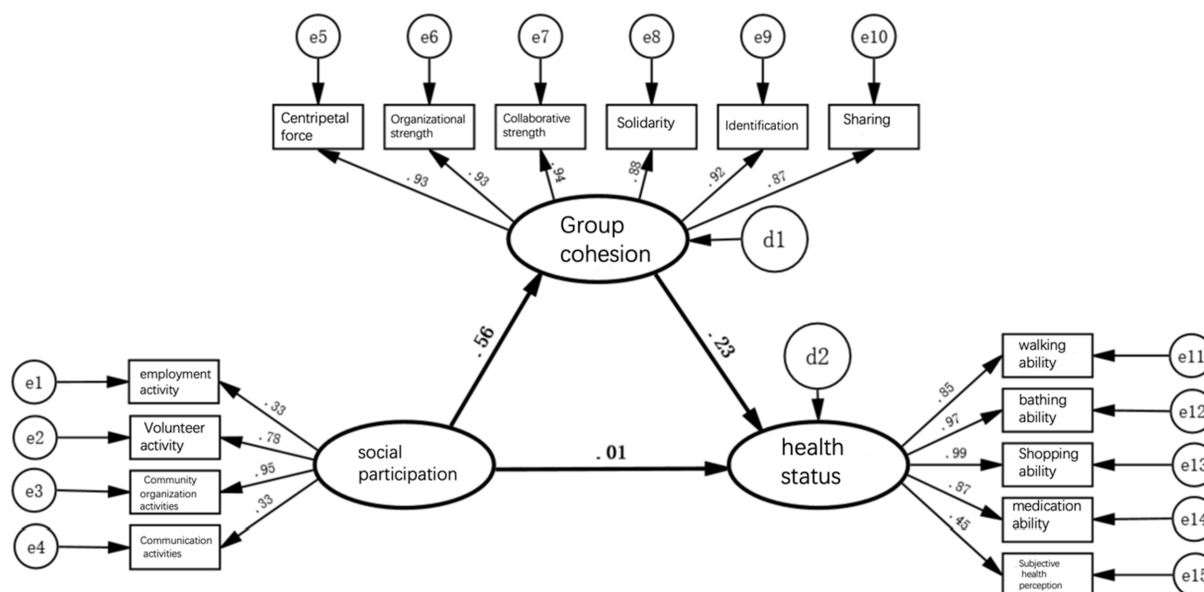 e5
e6
e7
e8
e9
e10
Centripetal
force
Organizational
strength
Collaborative
strength
Solidarity
Identification
Sharing
.93
.93
.94
.88
.92
.87
Group
cohesion
d1
.56
.23
d2
e1
employment
activity
e2
Volunteer
activity
e3
Community
organization
activities
e4
Communication
activities
.33
.78
.95
.33
social
participation
.01
health
status
.85
.97
.99
.87
.45
walking
ability
e11
bathing
ability
e12
Shopping
ability
e13
medication
ability
e14
Subjective
health
perception
e15